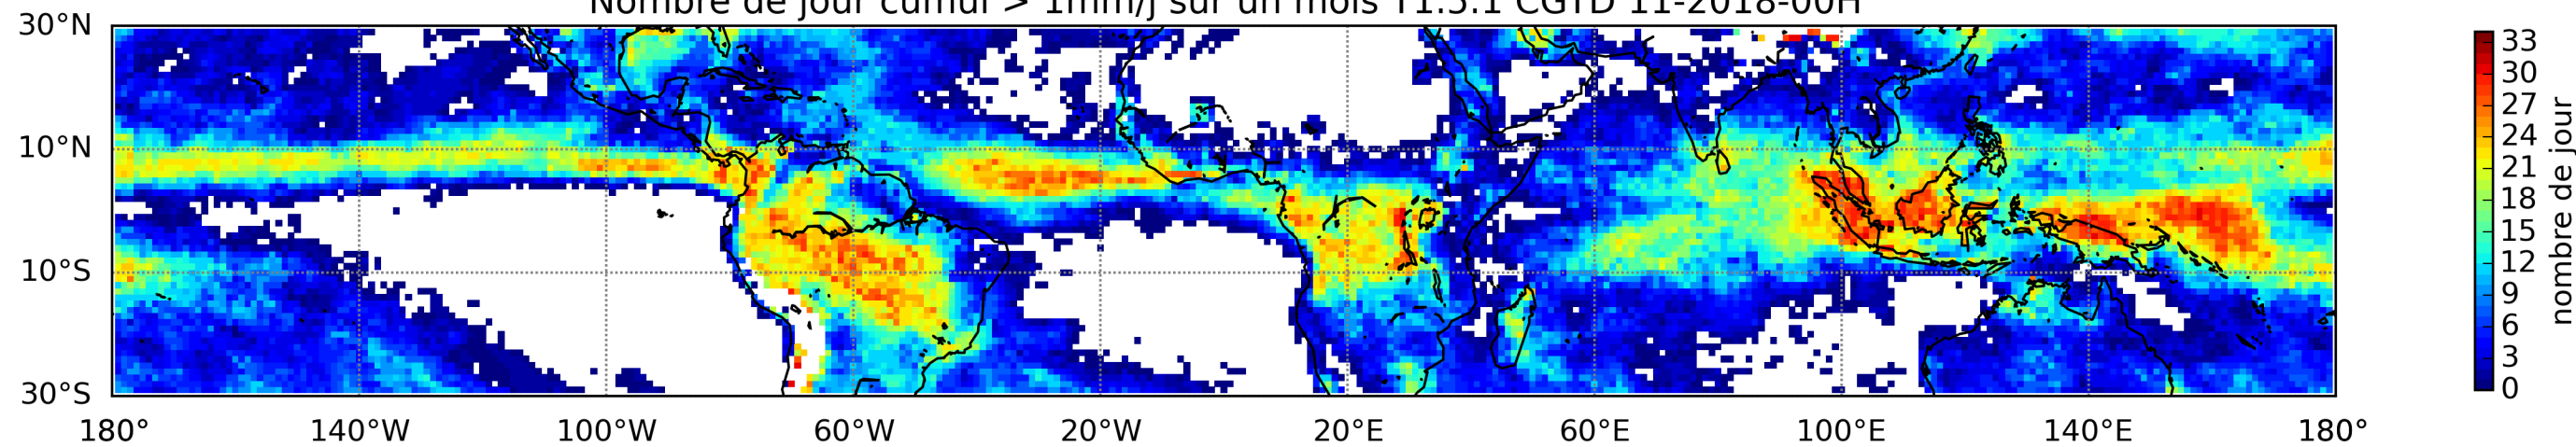 Nombre de jour cumul > 1mm/j sur un mois T1.5.1 CGTD 11-2018-00H
30°N
10°N
10°S
30°S
180°
140°W
100°W
60°W
20°W
20°E
60°E
100°E
140°E
180°
33
30
27
24
21
18
15
12
9
6
3
0
nombre de jour